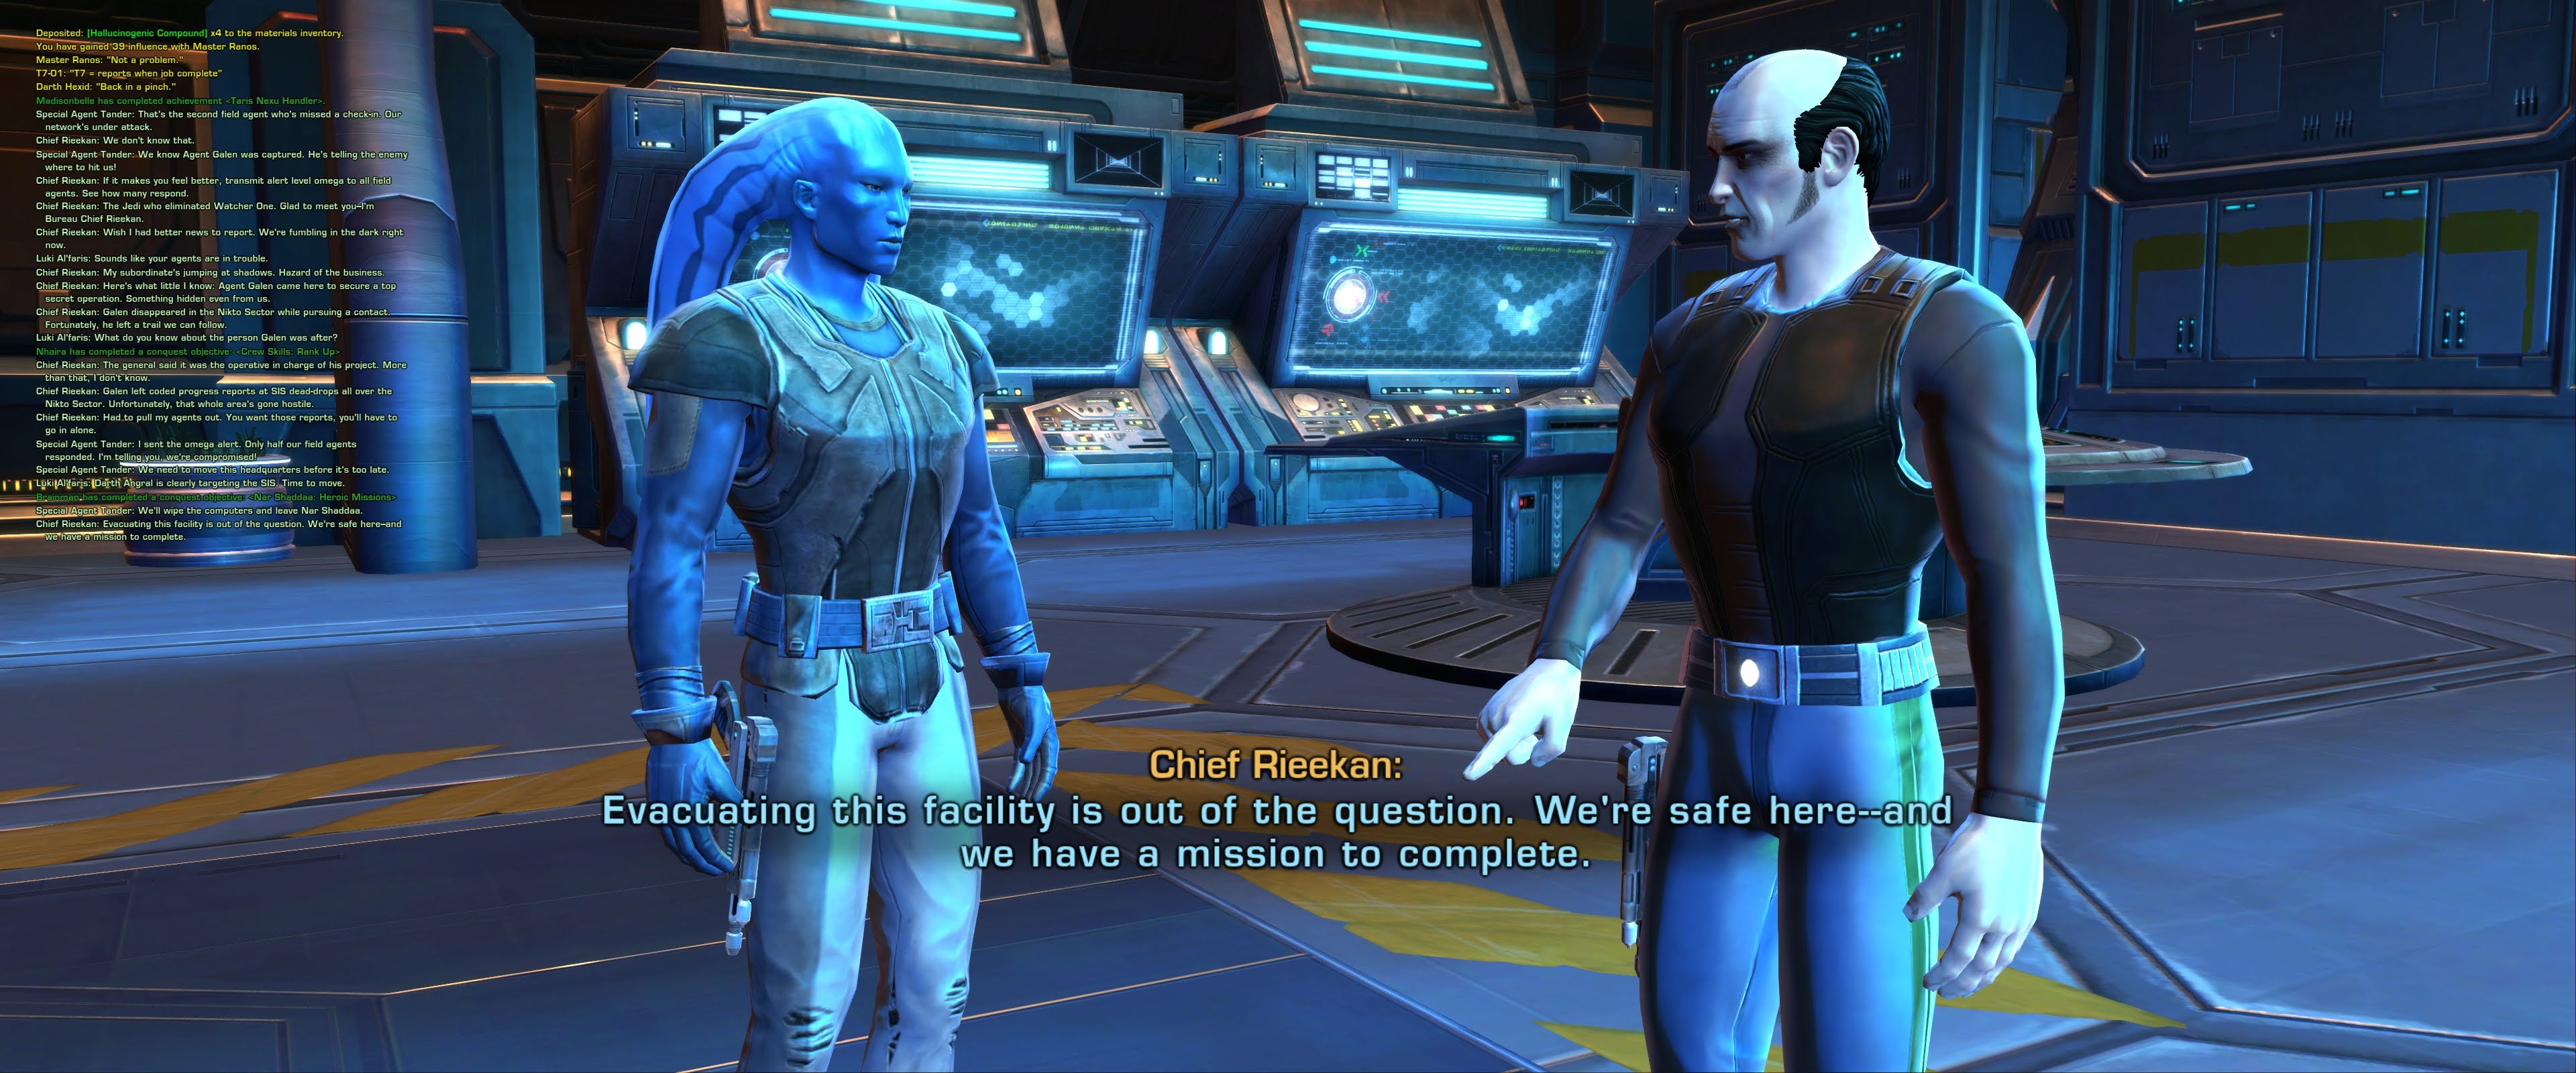 Deposited: [Hallucinogenic Compound] x4 to the materials inventory.
You have gained 39 influence with Master Ranos.
Master Ranos: "Not a problem."
T7-01: "T7 = reports when job complete"
Darth Hexid: "Back in a pinch."
Madisonbelle has completed achievement <Taris Nexu Handler>.
Special Agent Tander: That's the second field agent who's missed a check-in. Our
network's under attack.
Chief Rieekan: We don't know that.
Special Agent Tander: We know Agent Galen was captured. He's telling the enemy
where to hit us!
Chief Rieekan: If it makes you feel better, transmit alert level omega to all field
agents. See how many respond.
Chief Rieekan: The Jedi who eliminated Watcher One. Glad to meet you--I'm
Bureau Chief Rieekan.
Chief Rieekan: Wish I had better news to report. We're fumbling in the dark right
now.
Luki Al'faris: Sounds like your agents are in trouble.
Chief Rieekan: My subordinate's jumping at shadows. Hazard of the business.
Chief Rieekan: Here's what little I know: Agent Galen came here to secure a top
secret operation. Something hidden even from us.
Chief Rieekan: Galen disappeared in the Nikto Sector while pursuing a contact.
Fortunately, he left a trail we can follow.
Luki Al'faris: What do you know about the person Galen was after?
Nhaira has completed a conquest objective: <Crew Skills: Rank Up>
Chief Rieekan: The general said it was the operative in charge of his project. More
than that, I don't know.
Chief Rieekan: Galen left coded progress reports at SIS dead-drops all over the
Nikto Sector. Unfortunately, that whole area's gone hostile.
Chief Rieekan: Had to pull my agents out. You want those reports, you'll have to
go in alone.
Special Agent Tander: I sent the omega alert. Only half our field agents
responded. I'm telling you, we're compromised!
Special Agent Tander: We need to move this headquarters before it's too late.
Luki Al'faris: Darth Angral is clearly targeting the SIS. Time to move.
Brainman has completed a conquest objective: <Nar Shaddaa: Heroic Missions>
Special Agent Tander: We'll wipe the computers and leave Nar Shaddaa.
Chief Rieekan: Evacuating this facility is out of the question. We're safe here--and
we have a mission to complete.
Chief Rieekan:
Evacuating this facility is out of the question. We're safe here--and
we have a mission to complete.